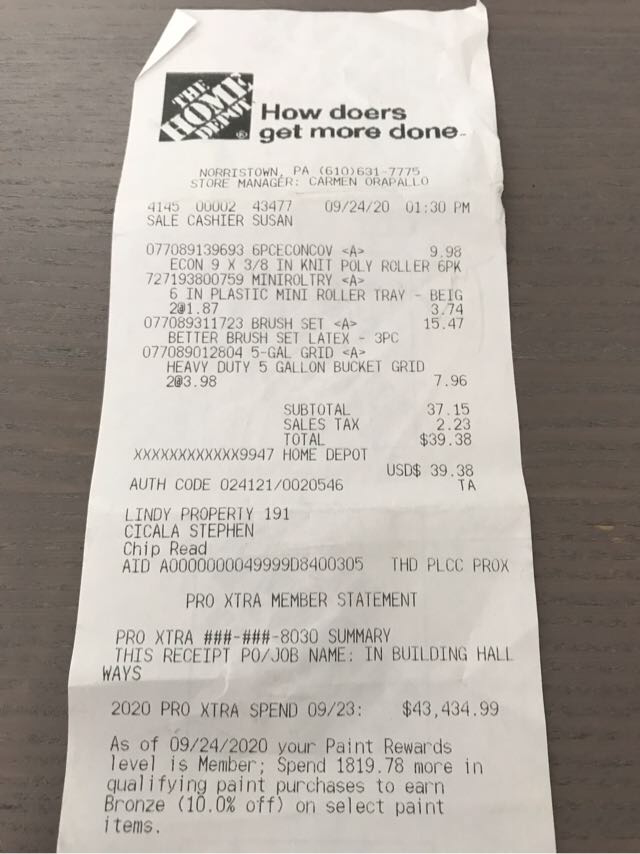 THE
HOME
DEPOT
®
How doers
get more done™
NORRISTOWN, PA (610)631-7775
STORE MANAGER: CARMEN ORAPALLO
4145 00002 43477 09/24/20 01:30 PM
SALE CASHIER SUSAN
077089139693 6PCECONCOV <A> 9.98
ECON 9 X 3/8 IN KNIT POLY ROLLER 6PK
727193800759 MINIROLTRY <A>
6 IN PLASTIC MINI ROLLER TRAY - BEIG
2@1.87 3.74
077089311723 BRUSH SET <A> 15.47
BETTER BRUSH SET LATEX - 3PC
077089012804 5-GAL GRID <A>
HEAVY DUTY 5 GALLON BUCKET GRID
2@3.98 7.96
SUBTOTAL 37.15
SALES TAX 2.23
TOTAL $39.38
XXXXXXXXXXXX9947 HOME DEPOT
USD$ 39.38
AUTH CODE 024121/0020546 TA
LINDY PROPERTY 191
CICALA STEPHEN
Chip Read
AID A0000000049999D8400305 THD PLCC PROX
PRO XTRA MEMBER STATEMENT
PRO XTRA ###-###-8030 SUMMARY
THIS RECEIPT PO/JOB NAME: IN BUILDING HALL
WAYS
2020 PRO XTRA SPEND 09/23: $43,434.99
As of 09/24/2020 your Paint Rewards
level is Member; Spend 1819.78 more in
qualifying paint purchases to earn
Bronze (10.0% off) on select paint
items.